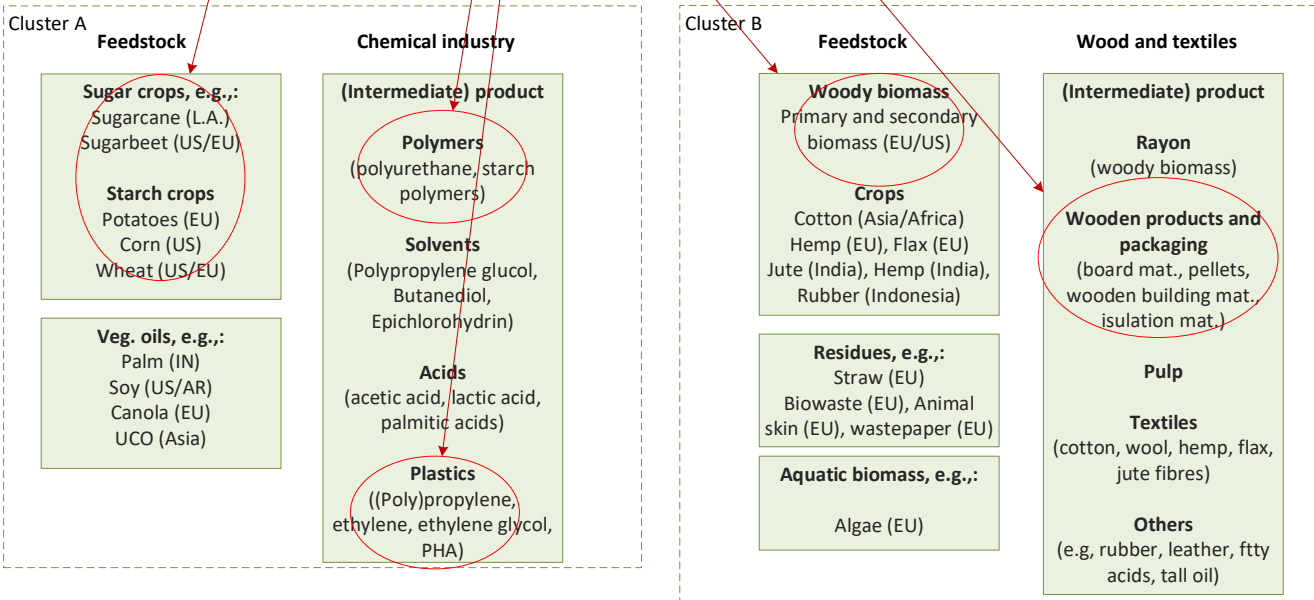 Cluster A
Feedstock
Sugar crops, e.g.,:
Sugarcane (L.A.)
Sugarbeet (US/EU)
Starch crops
Potatoes (EU)
Corn (US)
Wheat (US/EU)
Veg. oils, e.g.,:
Palm (IN)
Soy (US/AR)
Canola (EU)
UCO (Asia)
Chemical industry
(Intermediate) product
Polymers
(polyurethane, starch
polymers)
Solvents
(Polypropylene glucol,
Butanediol,
Epichlorohydrin)
Acids
(acetic acid, lactic acid,
palmitic acids)
Plastics
((Poly)propylene,
ethylene, ethylene glycol,
PHA)
Cluster B
Feedstock
Woody biomass
Primary and secondary
biomass (EU/US)
Crops
Cotton (Asia/Africa)
Hemp (EU), Flax (EU)
Jute (India), Hemp (India),
Rubber (Indonesia)
Residues, e.g.,:
Straw (EU)
Biowaste (EU), Animal
skin (EU), wastepaper (EU)
Aquatic biomass, e.g.,:
Algae (EU)
Wood and textiles
(Intermediate) product
Rayon
(woody biomass)
Wooden products and
packaging
(board mat., pellets,
wooden building mat.,
isulation mat.)
Pulp
Textiles
(cotton, wool, hemp, flax,
jute fibres)
Others
(e.g, rubber, leather, ftty
acids, tall oil)